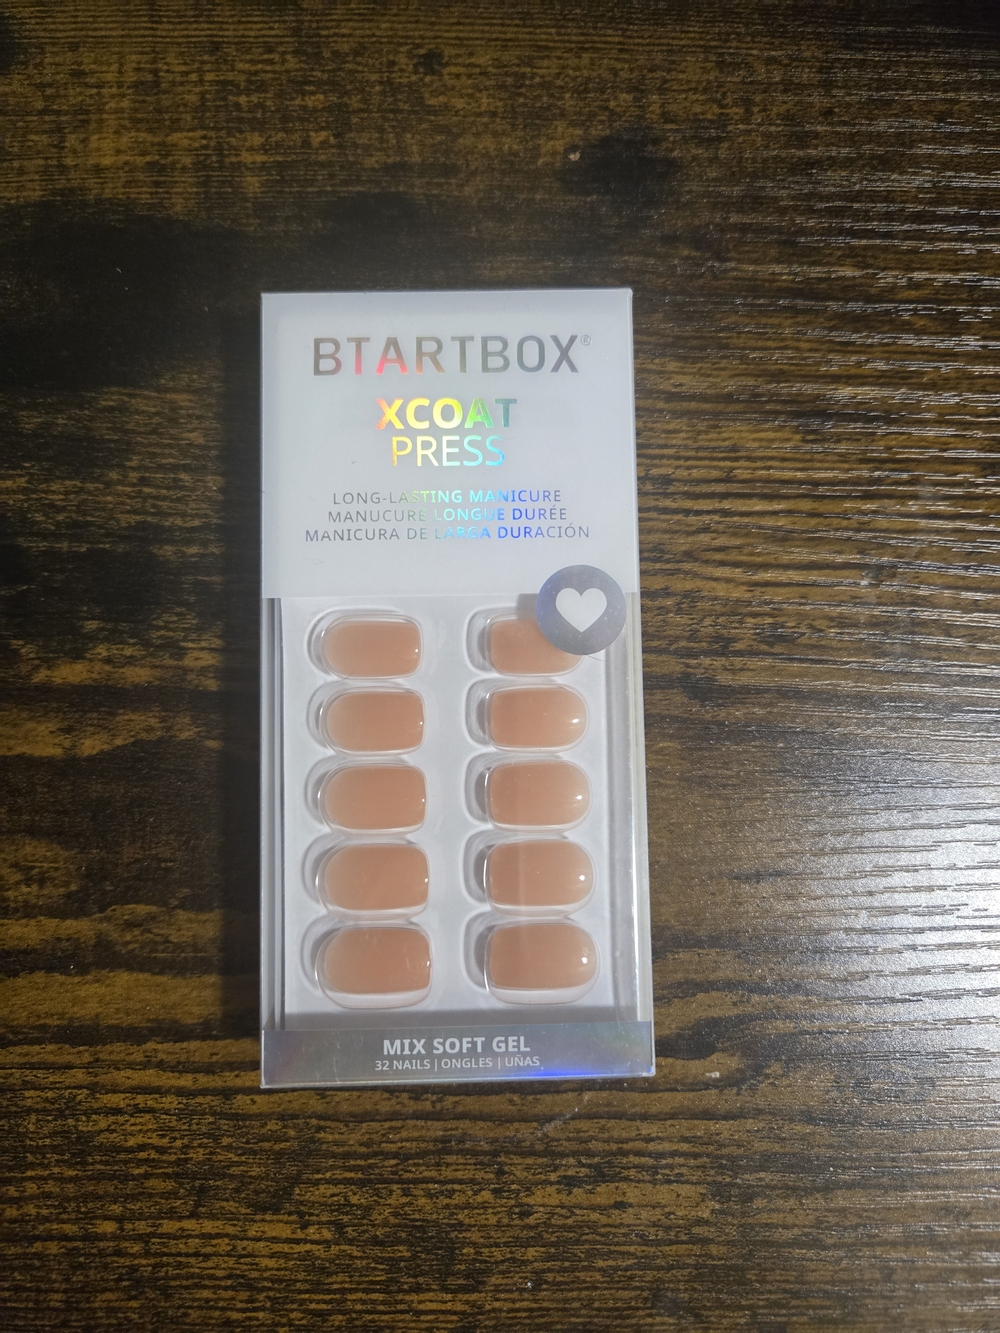 BTARTBOX®
XCOAT
PRESS
LONG-LASTING MANICURE
MANUCURE LONGUE DURÉE
MANICURA DE LARGA DURACIÓN
MIX SOFT GEL
32 NAILS | ONGLES | UÑAS